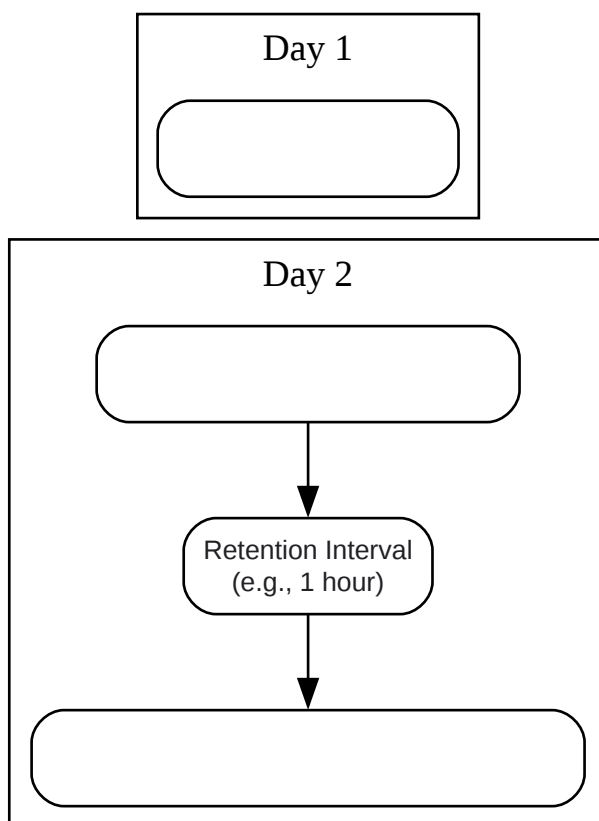 Day 1
Day 2
Retention Interval
(e.g., 1 hour)